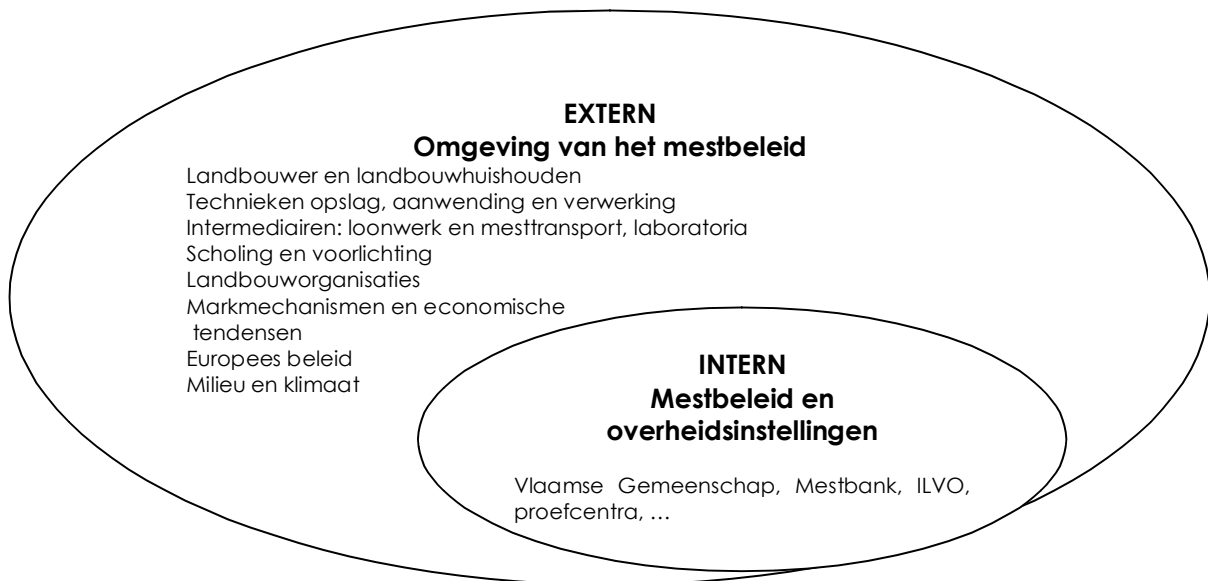 EXTERN
Omgeving van het mestbeleid
Landbouwer en landbouwhuishouden
Technieken opslag, aanwending en verwerking
Intermediairen: loonwerk en mesttransport, laboratoria
Scholing en voorlichting
Landbouworganisaties
Markmechanismen en economische
tendensen
Europees beleid
Milieu en klimaat
INTERN
Mestbeleid en
overheidsinstellingen
Vlaamse Gemeenschap, Mestbank, ILVO,
proefcentra, …